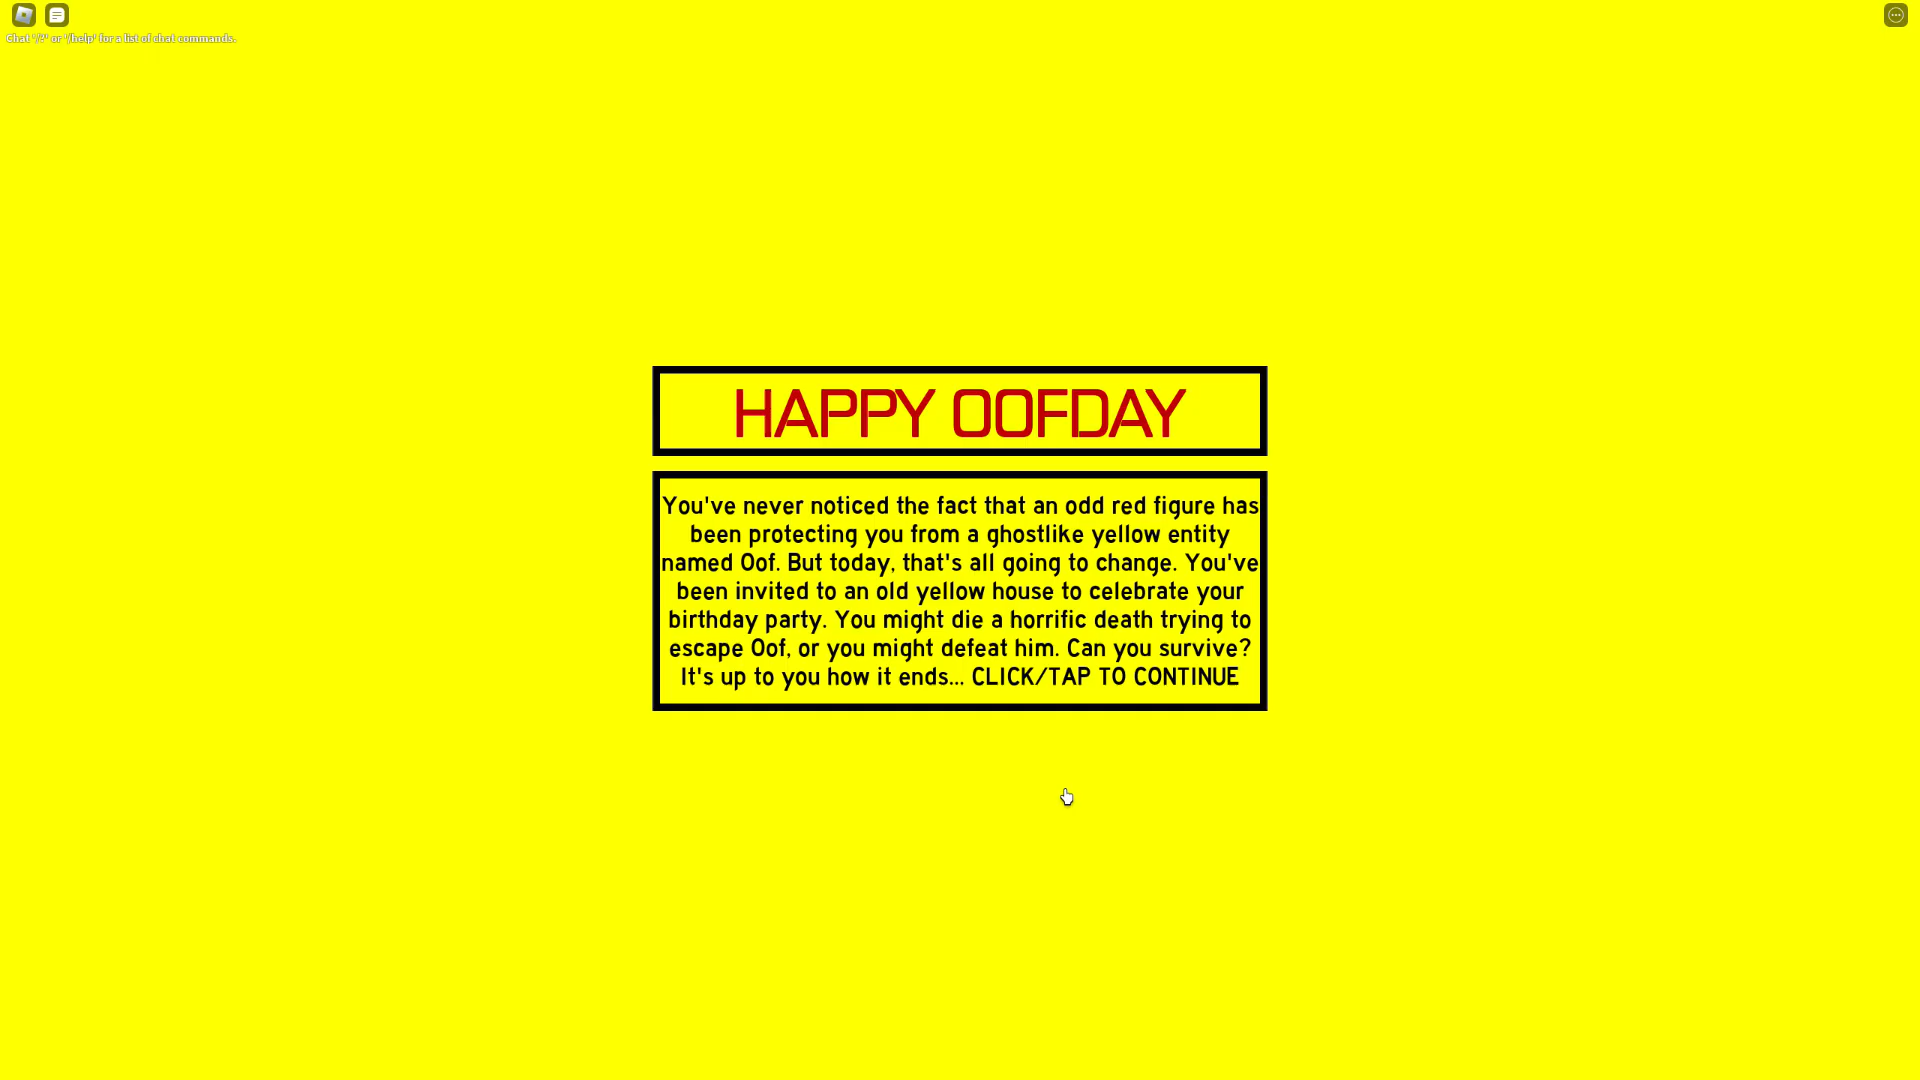 Chat '/?' or '/help' for a list of chat commands.
HAPPY OOFDAY
You've never noticed the fact that an odd red figure has
been protecting you from a ghostlike yellow entity
named Oof. But today, that's all going to change. You've
been invited to an old yellow house to celebrate your
birthday party. You might die a horrific death trying to
escape Oof, or you might defeat him. Can you survive?
It's up to you how it ends... CLICK/TAP TO CONTINUE